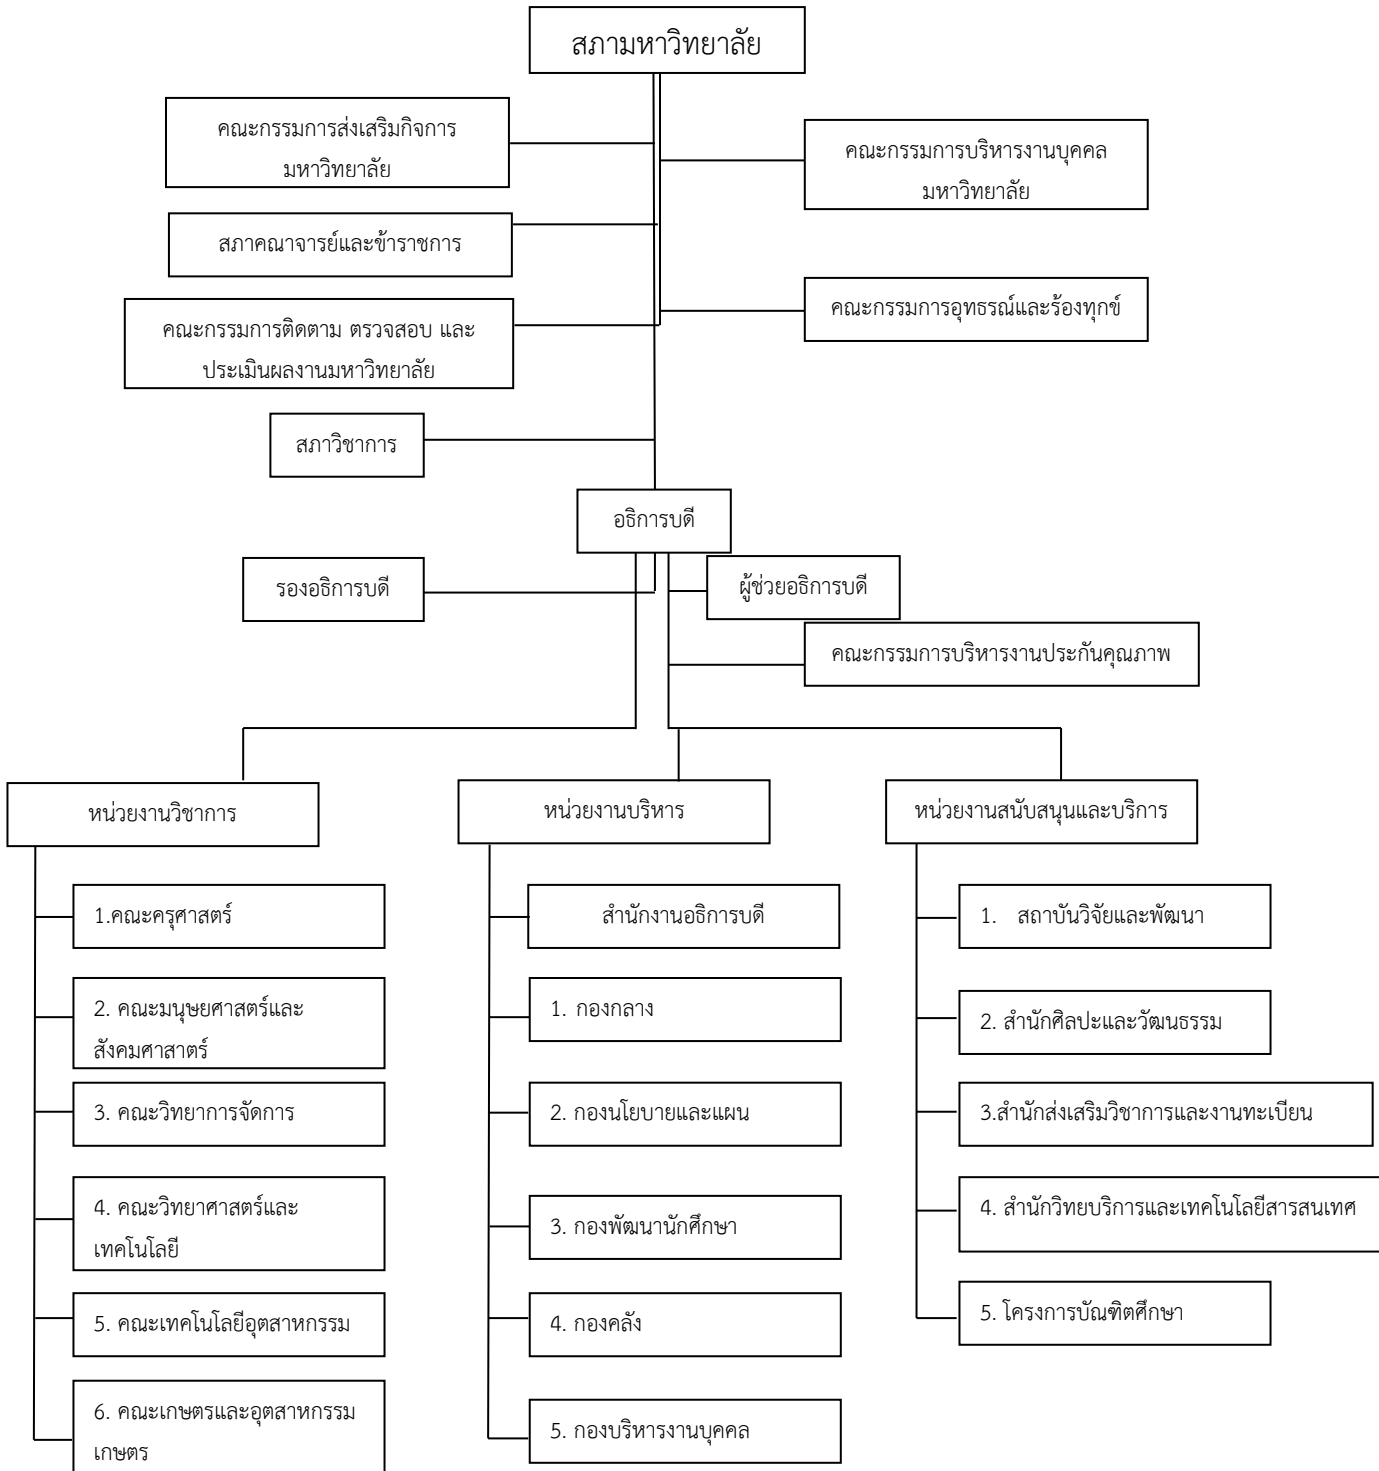 สภามหาวิทยาลัย
คณะกรรมการส่งเสริมกิจการ
มหาวิทยาลัย
คณะกรรมการบริหารงานบุคคล
มหาวิทยาลัย
สภาคณาจารย์และข้าราชการ
คณะกรรมการอุทธรณ์และร้องทุกข์
คณะกรรมการติดตาม ตรวจสอบ และ
ประเมินผลงานมหาวิทยาลัย
สภาวิชาการ
อธิการบดี
รองอธิการบดี
ผู้ช่วยอธิการบดี
คณะกรรมการบริหารงานประกันคุณภาพ
หน่วยงานวิชาการ
1.คณะครุศาสตร์
2. คณะมนุษยศาสตร์และ
สังคมศาสาตร์
3. คณะวิทยาการจัดการ
4. คณะวิทยาศาสตร์และ
เทคโนโลยี
5. คณะเทคโนโลยีอุตสาหกรรม
6. คณะเกษตรและอุตสาหกรรม
เกษตร
หน่วยงานบริหาร
สำนักงานอธิการบดี
1. กองกลาง
2. กองนโยบายและแผน
3. กองพัฒนานักศึกษา
4. กองคลัง
5. กองบริหารงานบุคคล
หน่วยงานสนับสนุนและบริการ
1. สถาบันวิจัยและพัฒนา
2. สำนักศิลปะและวัฒนธรรม
3.สำนักส่งเสริมวิชาการและงานทะเบียน
4. สำนักวิทยบริการและเทคโนโลยีสารสนเทศ
5. โครงการบัณฑิตศึกษา